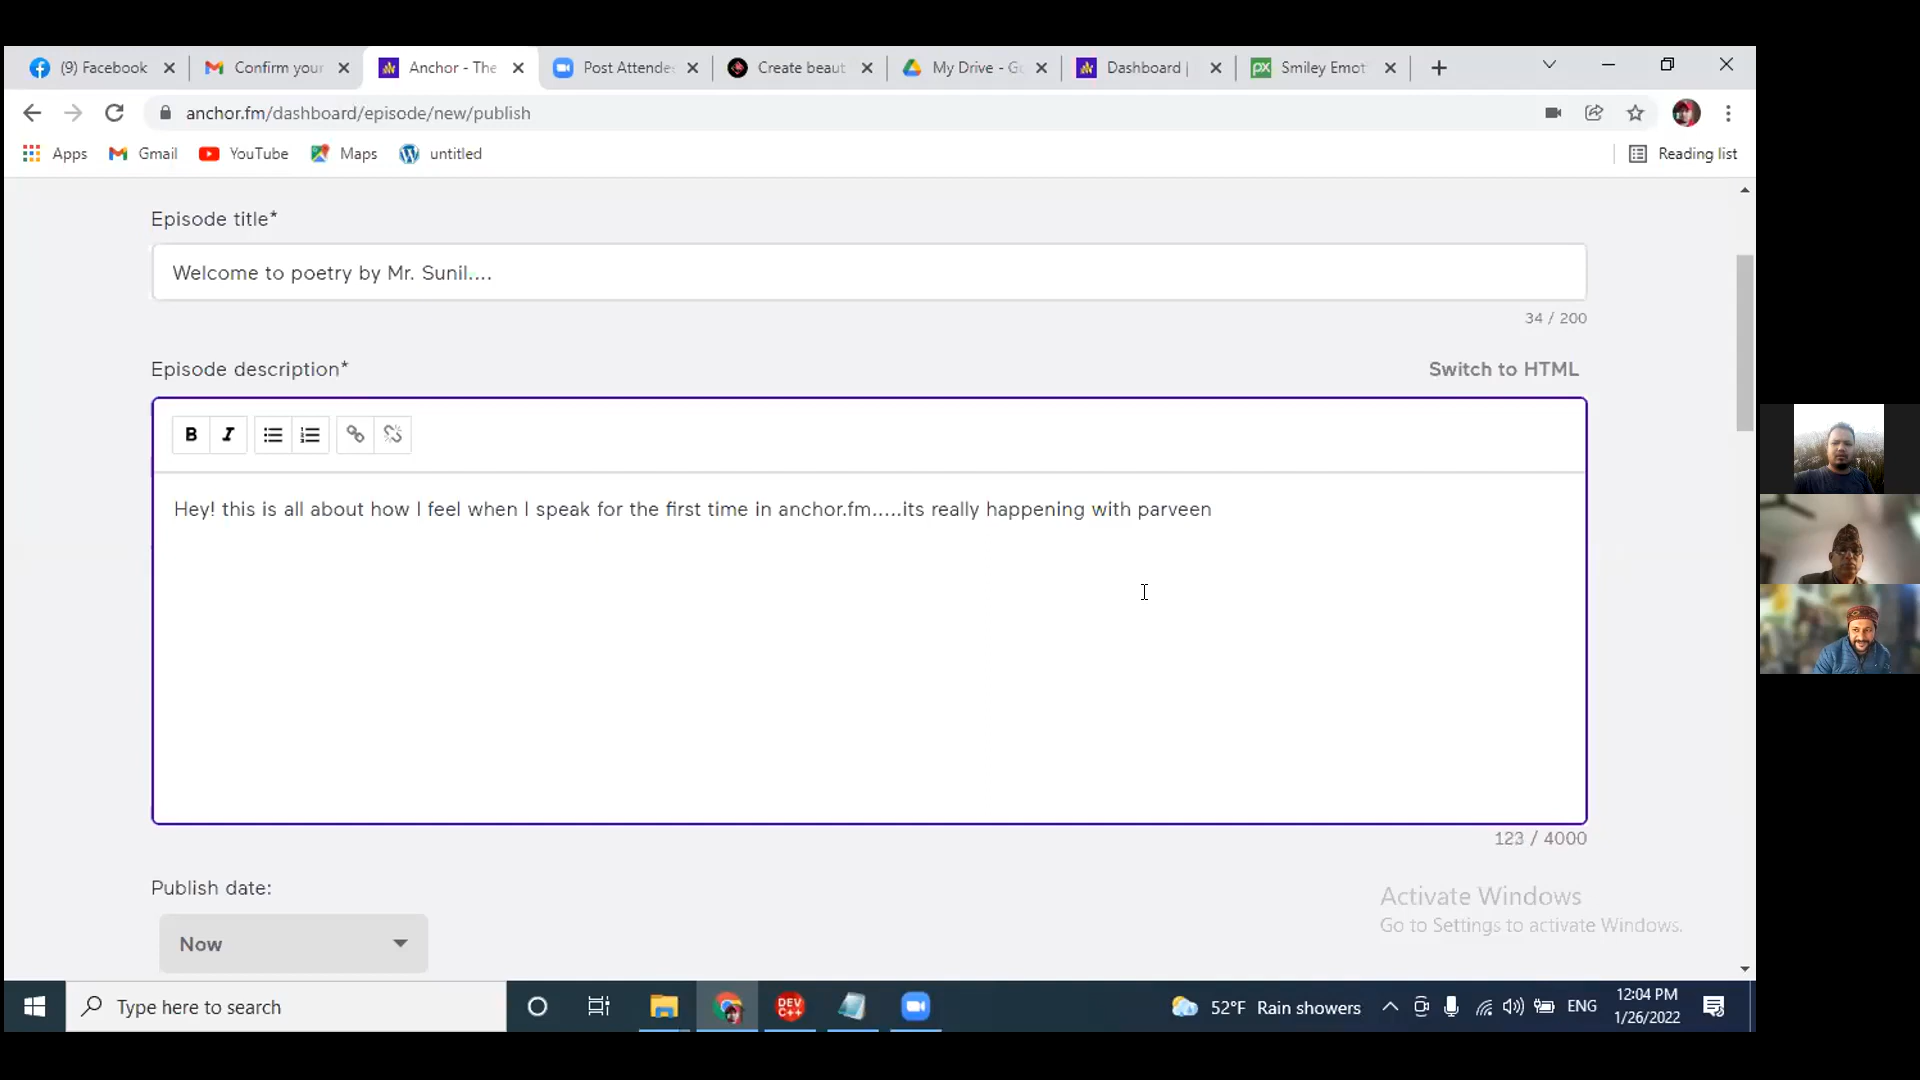 (9) Facebook
Confirm your
Anchor - The
Post Attende
Create beaut
My Drive - Go
Dashboard |
Smiley Emot
anchor.fm/dashboard/episode/new/publish
Apps
Gmail
YouTube
Maps
untitled
Reading list
Episode title*
Welcome to poetry by Mr. Sunil....
34 / 200
Episode description*
Switch to HTML
B I
Hey! this is all about how I feel when I speak for the first time in anchor.fm.....its really happening with parveen
123 / 4000
Publish date:
Now
Activate Windows
Go to Settings to activate Windows.
Type here to search
DEV C++
52°F Rain showers
ENG
12:04 PM
1/26/2022